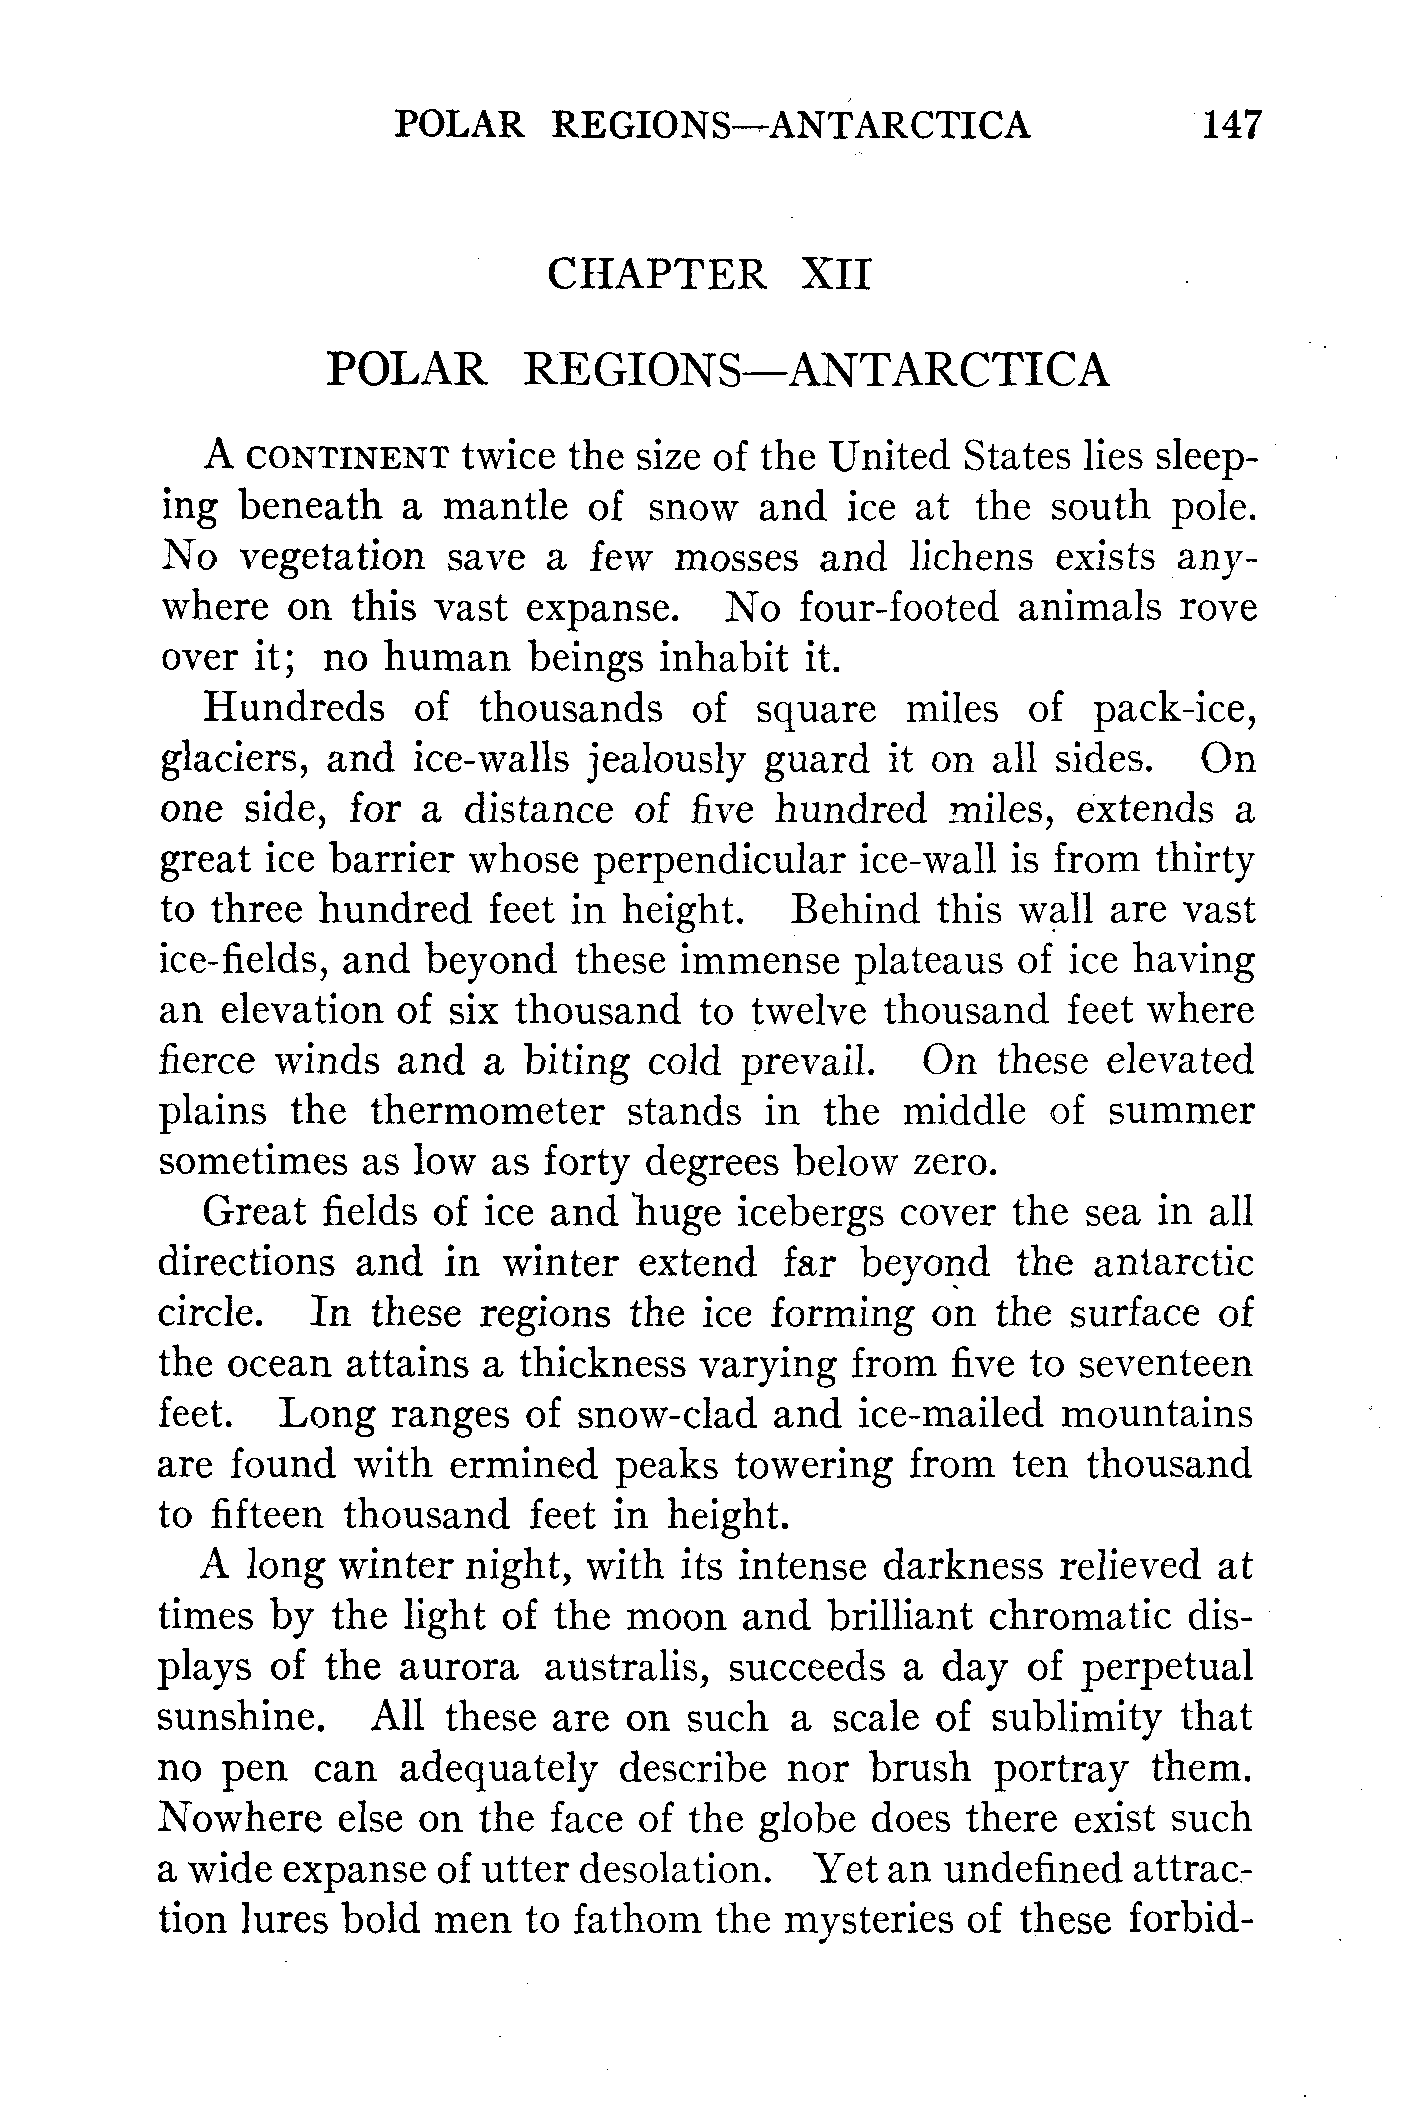 POLAR REGIONS—ANTARCTICA 147
CHAPTER XII
POLAR REGIONS—ANTARCTICA
A CONTINENT twice the size of the United States lies sleep-
ing beneath a mantle of snow and ice at the south pole.
No vegetation save a few mosses and lichens exists any-
where on this vast expanse. No four-footed animals rove
over it; no human beings inhabit it.
Hundreds of thousands of square miles of pack-ice,
glaciers, and ice-walls jealously guard it on all sides. On
one side, for a distance of five hundred miles, extends a
great ice barrier whose perpendicular ice-wall is from thirty
to three hundred feet in height. Behind this wall are vast
ice-fields, and beyond these immense plateaus of ice having
an elevation of six thousand to twelve thousand feet where
fierce winds and a biting cold prevail. On these elevated
plains the thermometer stands in the middle of summer
sometimes as low as forty degrees below zero.
Great fields of ice and huge icebergs cover the sea in all
directions and in winter extend far beyond the antarctic
circle. In these regions the ice forming on the surface of
the ocean attains a thickness varying from five to seventeen
feet. Long ranges of snow-clad and ice-mailed mountains
are found with ermined peaks towering from ten thousand
to fifteen thousand feet in height.
A long winter night, with its intense darkness relieved at
times by the light of the moon and brilliant chromatic dis-
plays of the aurora australis, succeeds a day of perpetual
sunshine. All these are on such a scale of sublimity that
no pen can adequately describe nor brush portray them.
Nowhere else on the face of the globe does there exist such
a wide expanse of utter desolation. Yet an undefined attrac-
tion lures bold men to fathom the mysteries of these forbid-